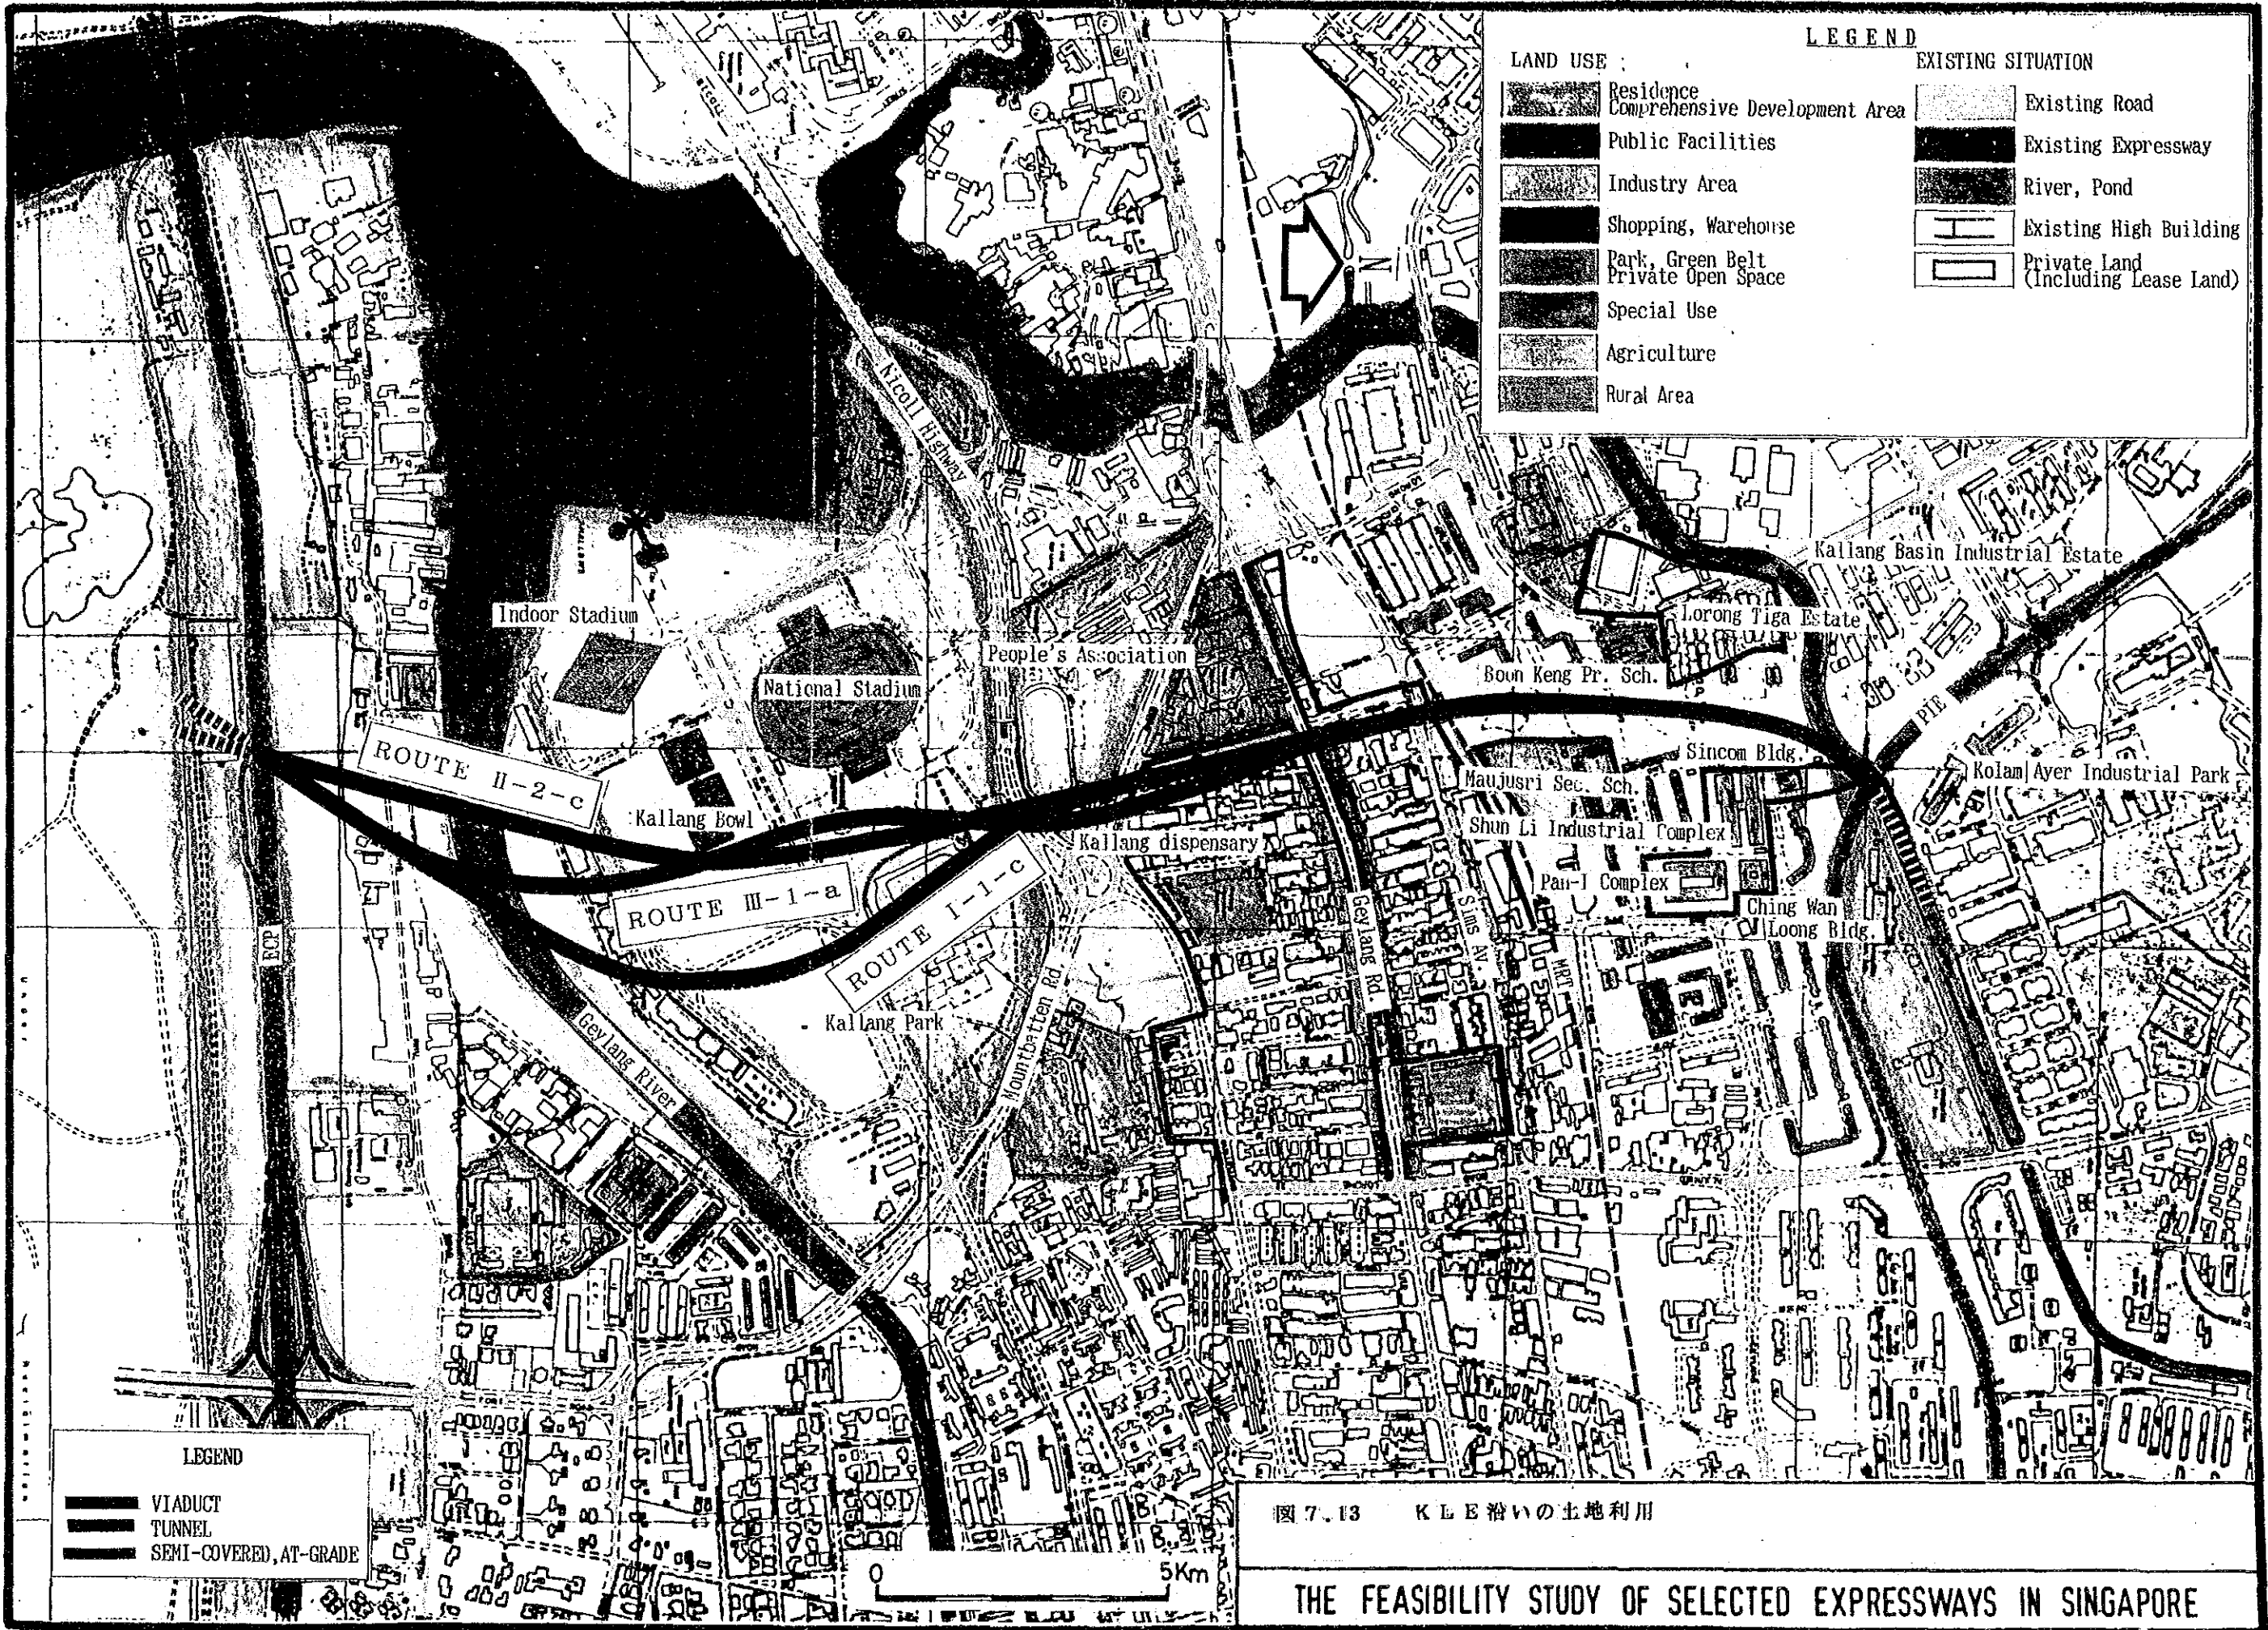 LEGEND
LAND USE :
Residence
Comprehensive Development Area
Public Facilities
Industry Area
Shopping, Warehouse
Park, Green Belt
Private Open Space
Special Use
Agriculture
Rural Area
EXISTING SITUATION
Existing Road
Existing Expressway
River, Pond
Existing High Building
Private Land
(Including Lease Land)
N
Nicoll Highway
Kallang Basin Industrial Estate
Indoor Stadium
Lorong Tiga Estate
People's Association
National Stadium
Boon Keng Pr. Sch.
PIE
ROUTE II-2-c
Sincom Bldg.
Kolam Ayer Industrial Park
Maujusri Sec. Sch.
Kallang Bowl
Shun Li Industrial Complex
Kallang dispensary
ROUTE III-1-a
Pan-I Complex
ROUTE I-1-c
Ching Wan
Loong Bldg.
ECP
Geylang Rd.
Sims Av.
MRT
Kallang Park
Geylang River
Mountbatten Rd.
LEGEND
VIADUCT
TUNNEL
SEMI-COVERED, AT-GRADE
0 5Km
図 7.13 KLE沿いの土地利用
THE FEASIBILITY STUDY OF SELECTED EXPRESSWAYS IN SINGAPORE